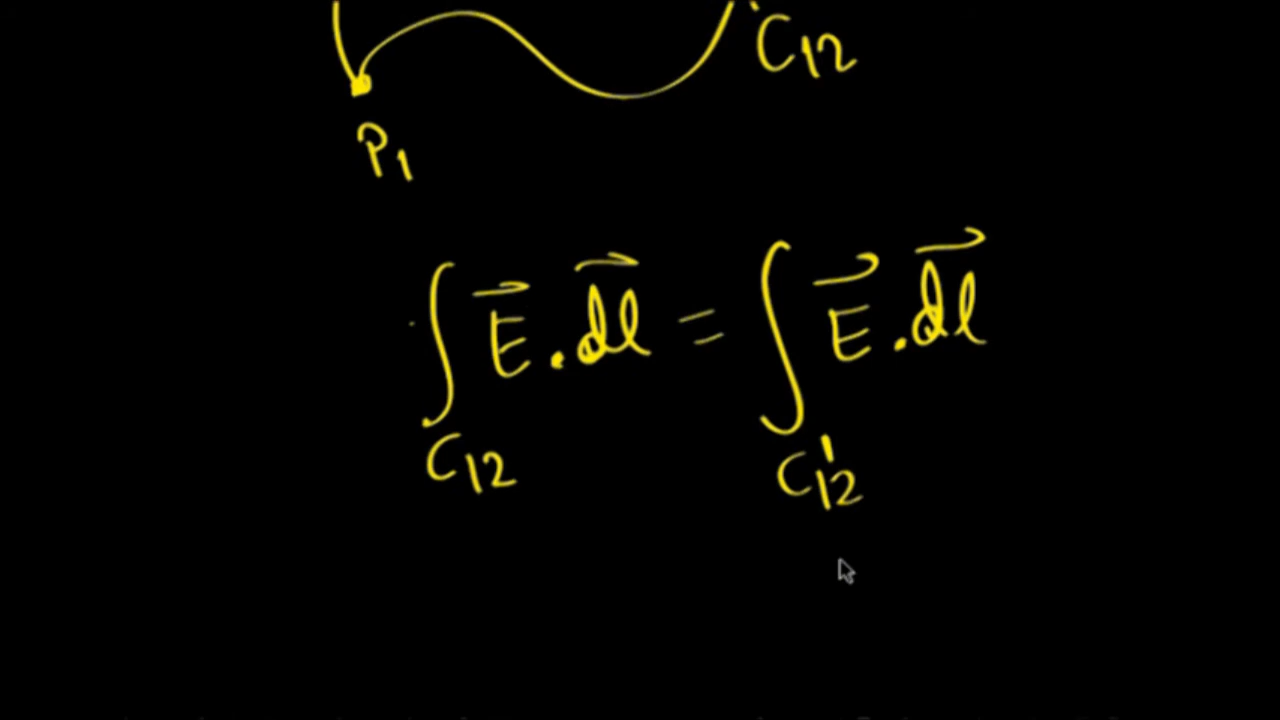 C₁₂
P₁
∫ E⃗ . dl⃗ = ∫ E⃗ . dl⃗
C₁₂ C'₁₂